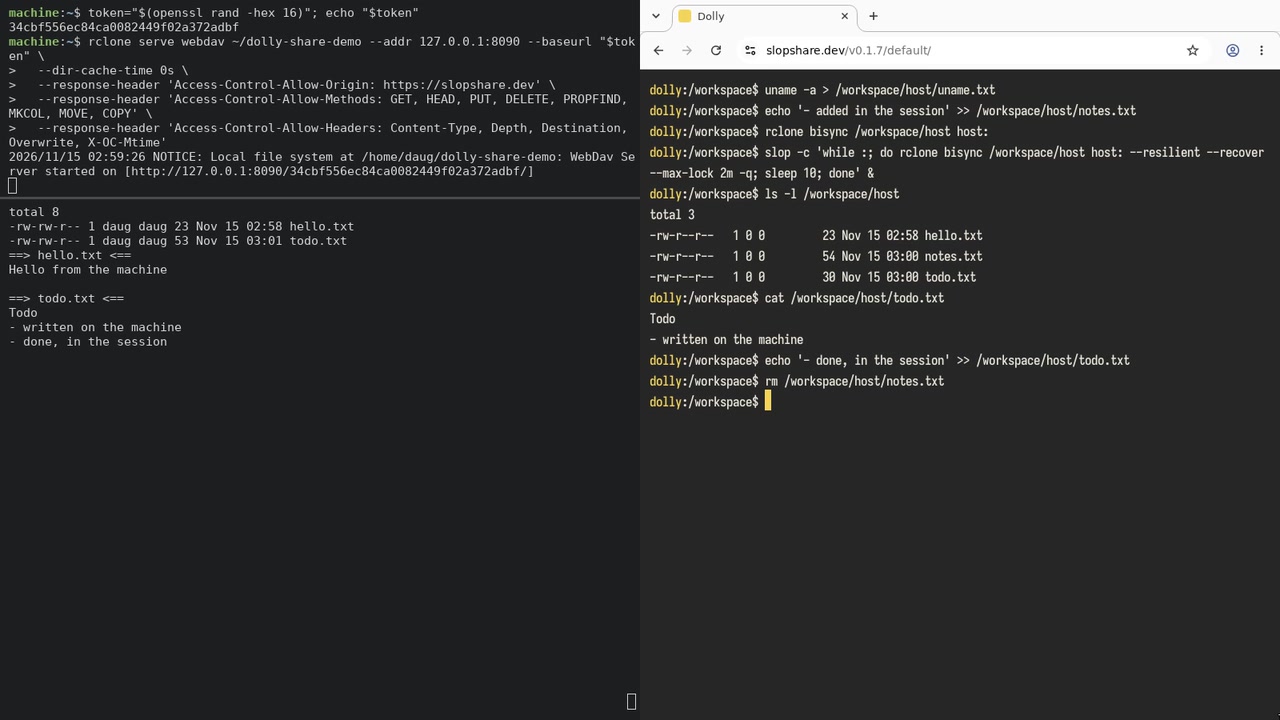 machine:~$ token="$(openssl rand -hex 16)"; echo "$token"
34cbf556ec84ca0082449f02a372adbf
machine:~$ rclone serve webdav ~/dolly-share-demo --addr 127.0.0.1:8090 --baseurl "$tok
en" \
>   --dir-cache-time 0s \
>   --response-header 'Access-Control-Allow-Origin: https://slopshare.dev' \
>   --response-header 'Access-Control-Allow-Methods: GET, HEAD, PUT, DELETE, PROPFIND,
MKCOL, MOVE, COPY' \
>   --response-header 'Access-Control-Allow-Headers: Content-Type, Depth, Destination,
Overwrite, X-OC-Mtime'
2026/11/15 02:59:26 NOTICE: Local file system at /home/daug/dolly-share-demo: WebDav Se
rver started on [http://127.0.0.1:8090/34cbf556ec84ca0082449f02a372adbf/]
total 8
-rw-rw-r-- 1 daug daug 23 Nov 15 02:58 hello.txt
-rw-rw-r-- 1 daug daug 53 Nov 15 03:01 todo.txt
==> hello.txt <==
Hello from the machine

==> todo.txt <==
Todo
- written on the machine
- done, in the session
Dolly
slopshare.dev/v0.1.7/default/
dolly:/workspace$ uname -a > /workspace/host/uname.txt
dolly:/workspace$ echo '- added in the session' >> /workspace/host/notes.txt
dolly:/workspace$ rclone bisync /workspace/host host:
dolly:/workspace$ slop -c 'while :; do rclone bisync /workspace/host host: --resilient --recover
--max-lock 2m -q; sleep 10; done' &
dolly:/workspace$ ls -l /workspace/host
total 3
-rw-r--r--   1 0 0         23 Nov 15 02:58 hello.txt
-rw-r--r--   1 0 0         54 Nov 15 03:00 notes.txt
-rw-r--r--   1 0 0         30 Nov 15 03:00 todo.txt
dolly:/workspace$ cat /workspace/host/todo.txt
Todo
- written on the machine
dolly:/workspace$ echo '- done, in the session' >> /workspace/host/todo.txt
dolly:/workspace$ rm /workspace/host/notes.txt
dolly:/workspace$